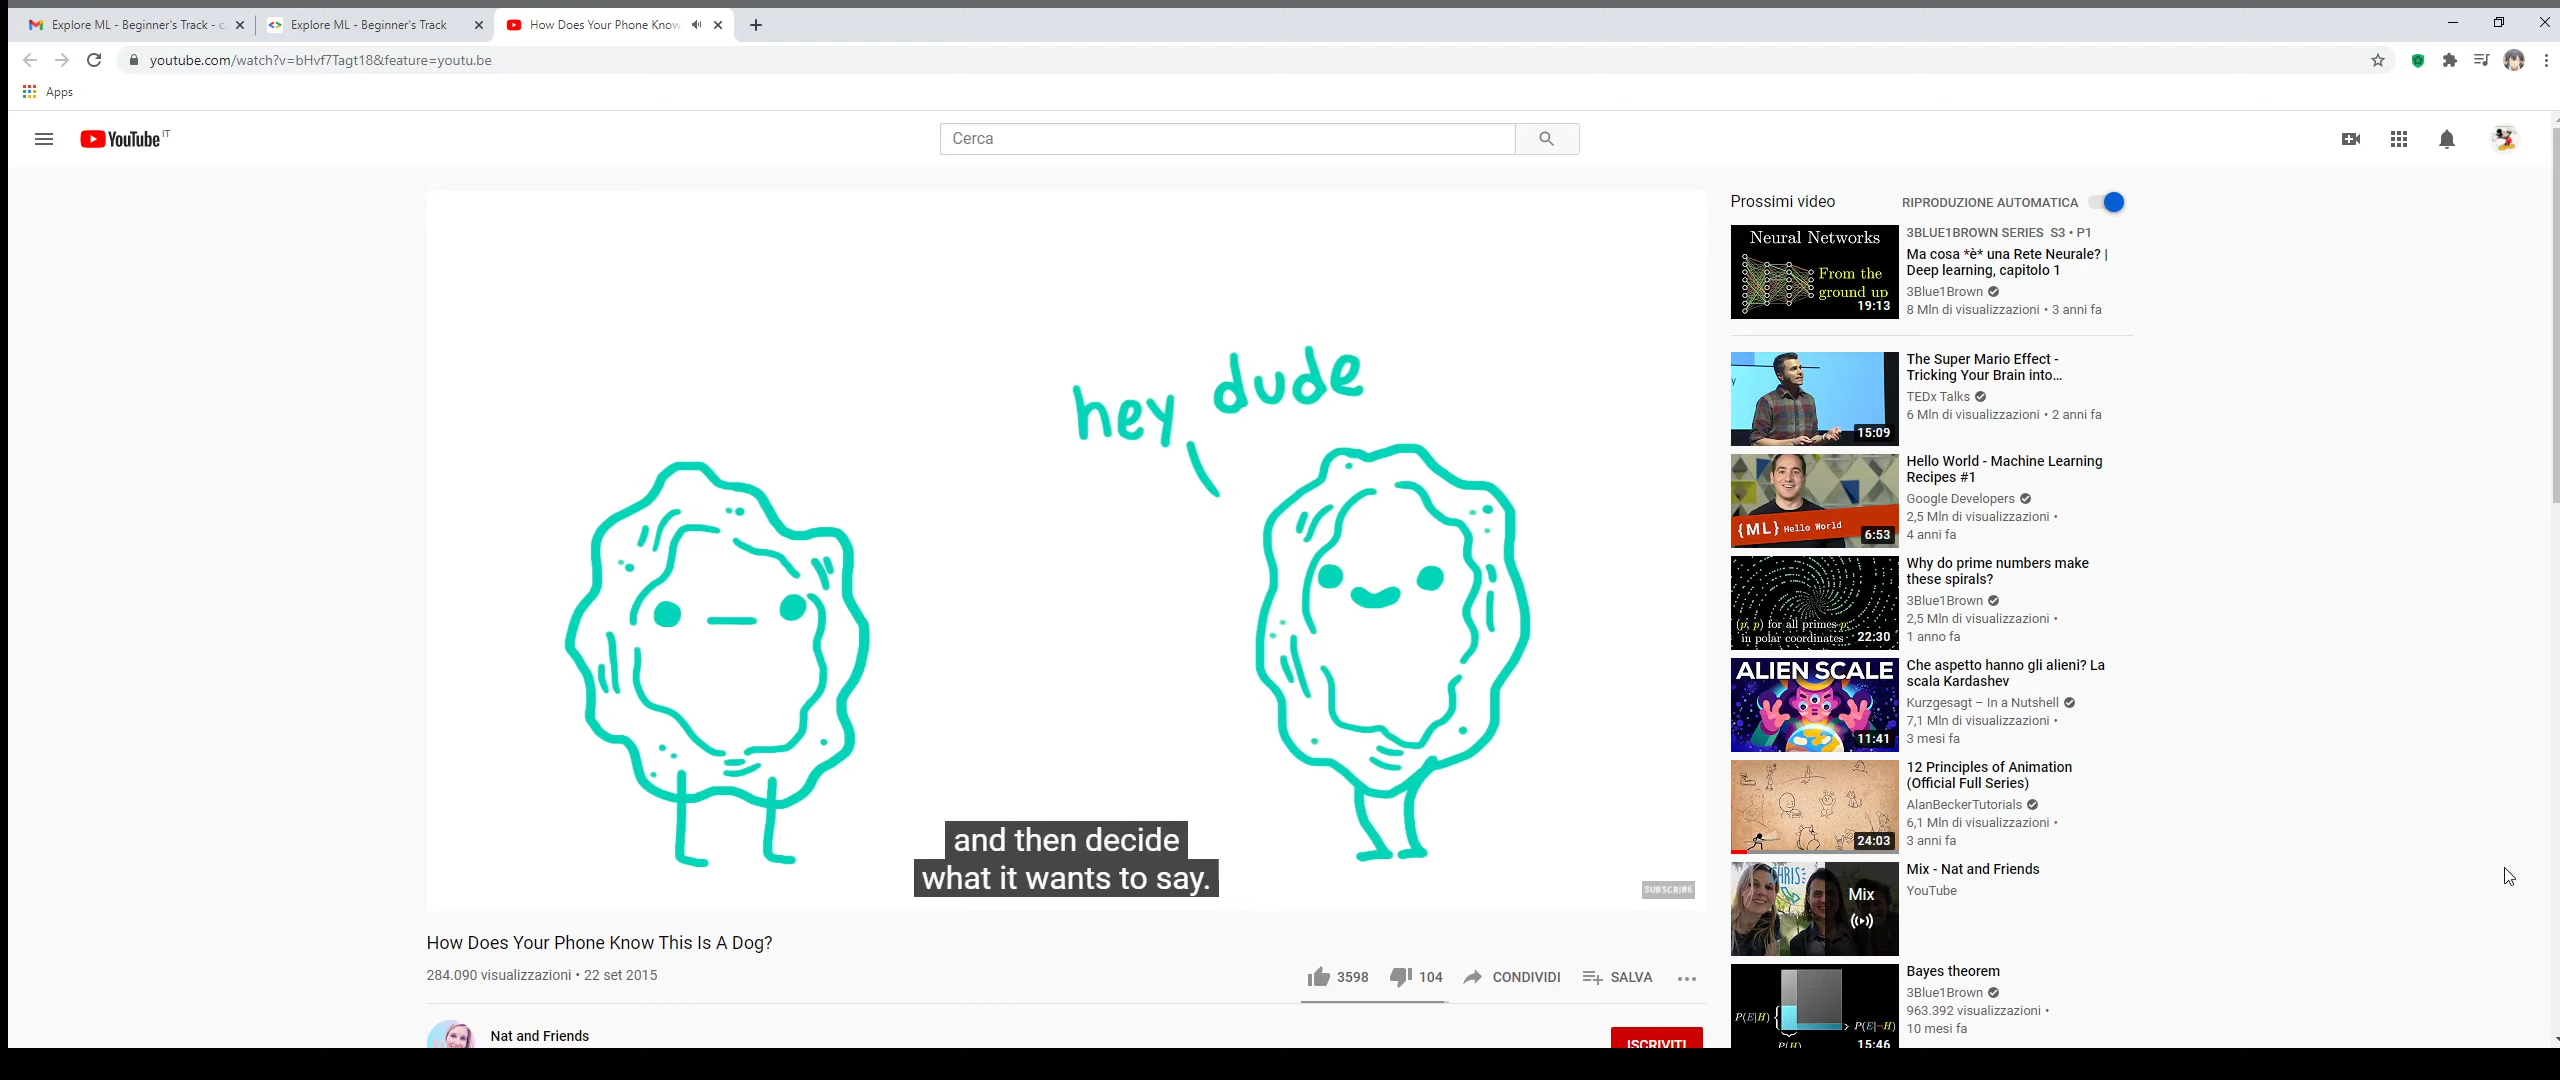 Explore ML - Beginner's Track - c
Explore ML - Beginner's Track
How Does Your Phone Know
youtube.com/watch?v=bHvf7Tagt18&feature=youtu.be
Apps
YouTube IT
Cerca
hey dude
and then decide
what it wants to say.
SUBSCRIBE
How Does Your Phone Know This Is A Dog?
284.090 visualizzazioni • 22 set 2015
3598
104
CONDIVIDI
SALVA
Nat and Friends
ISCRIVITI
Prossimi video
RIPRODUZIONE AUTOMATICA
Neural Networks
From the
ground up
19:13
3BLUE1BROWN SERIES S3 • P1
Ma cosa *è* una Rete Neurale? |
Deep learning, capitolo 1
3Blue1Brown
8 Mln di visualizzazioni • 3 anni fa
15:09
The Super Mario Effect -
Tricking Your Brain into...
TEDx Talks
6 Mln di visualizzazioni • 2 anni fa
{ML} Hello World
6:53
Hello World - Machine Learning
Recipes #1
Google Developers
2,5 Mln di visualizzazioni •
4 anni fa
(p, p) for all primes p,
in polar coordinates
22:30
Why do prime numbers make
these spirals?
3Blue1Brown
2,5 Mln di visualizzazioni •
1 anno fa
ALIEN SCALE
11:41
Che aspetto hanno gli alieni? La
scala Kardashev
Kurzgesagt – In a Nutshell
7,1 Mln di visualizzazioni •
3 mesi fa
24:03
12 Principles of Animation
(Official Full Series)
AlanBeckerTutorials
6,1 Mln di visualizzazioni •
3 anni fa
CHRIS
Mix
Mix - Nat and Friends
YouTube
P(E|H)
P(E|¬H)
P(H)
15:46
Bayes theorem
3Blue1Brown
963.392 visualizzazioni •
10 mesi fa